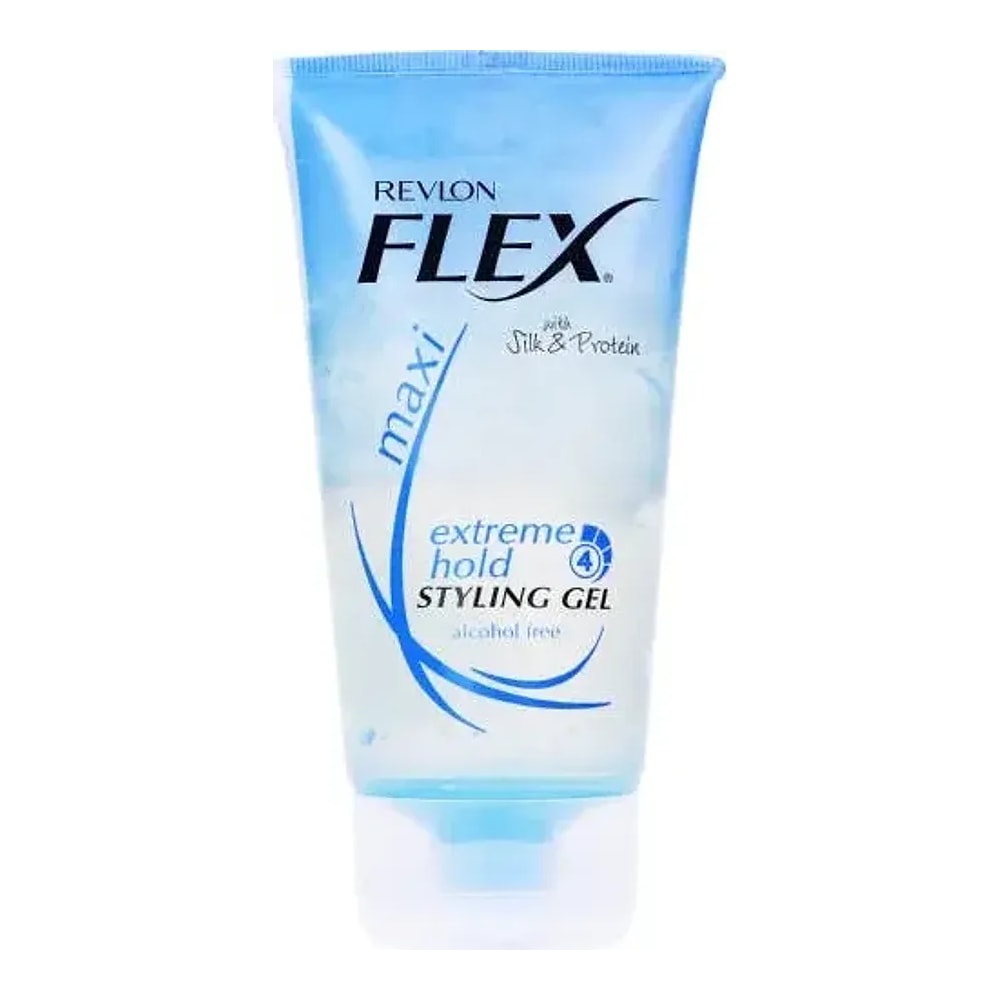 REVLON
FLEX®
with
Silk & Protein
maxi
extreme
hold
4
STYLING GEL
alcohol free